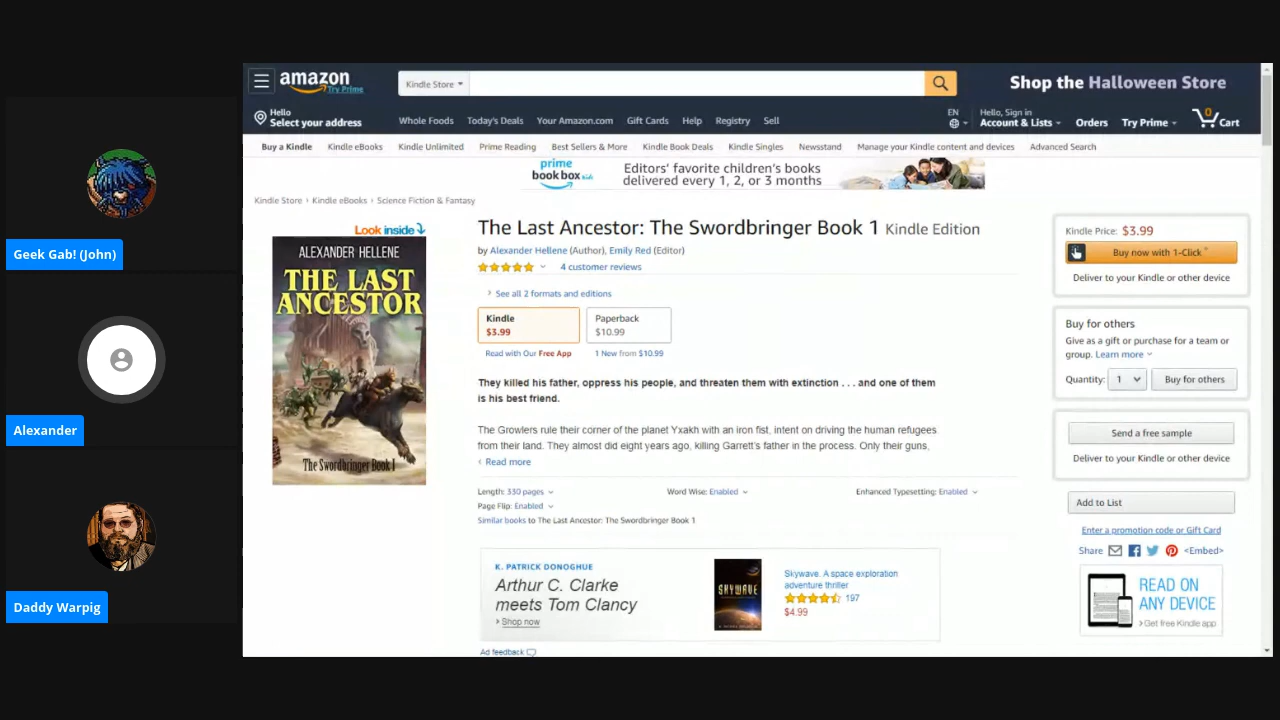 Geek Gab! (John)
Alexander
Daddy Warpig
amazon
Try Prime
Kindle Store
Shop the Halloween Store
Hello
Select your address
Whole Foods
Today's Deals
Your Amazon.com
Gift Cards
Help
Registry
Sell
EN
Hello, Sign in
Account & Lists
Orders
Try Prime
0
Cart
Buy a Kindle
Kindle eBooks
Kindle Unlimited
Prime Reading
Best Sellers & More
Kindle Book Deals
Kindle Singles
Newsstand
Manage your Kindle content and devices
Advanced Search
prime
book box kids
Editors' favorite children's books
delivered every 1, 2, or 3 months
Kindle Store › Kindle eBooks › Science Fiction & Fantasy
Look inside
ALEXANDER HELLENE
THE LAST
ANCESTOR
The Swordbringer Book I
The Last Ancestor: The Swordbringer Book 1 Kindle Edition
by Alexander Hellene (Author), Emily Red (Editor)
4 customer reviews
› See all 2 formats and editions
Kindle
$3.99
Paperback
$10.99
Read with Our Free App
1 New from $10.99
They killed his father, oppress his people, and threaten them with extinction . . . and one of them
is his best friend.
The Growlers rule their corner of the planet Yxakh with an iron fist, intent on driving the human refugees
from their land. They almost did eight years ago, killing Garrett's father in the process. Only their guns,
‹ Read more
Length: 330 pages
Word Wise: Enabled
Enhanced Typesetting: Enabled
Page Flip: Enabled
Similar books to The Last Ancestor: The Swordbringer Book 1
K. PATRICK DONOGHUE
Arthur C. Clarke
meets Tom Clancy
› Shop now
SKYWAVE
Skywave. A space exploration
adventure thriller
197
$4.99
Ad feedback
Kindle Price: $3.99
Buy now with 1-Click
Deliver to your Kindle or other device
Buy for others
Give as a gift or purchase for a team or
group. Learn more
Quantity: 1
Buy for others
Send a free sample
Deliver to your Kindle or other device
Add to List
Enter a promotion code or Gift Card
Share
<Embed>
READ ON
ANY DEVICE
› Get free Kindle app